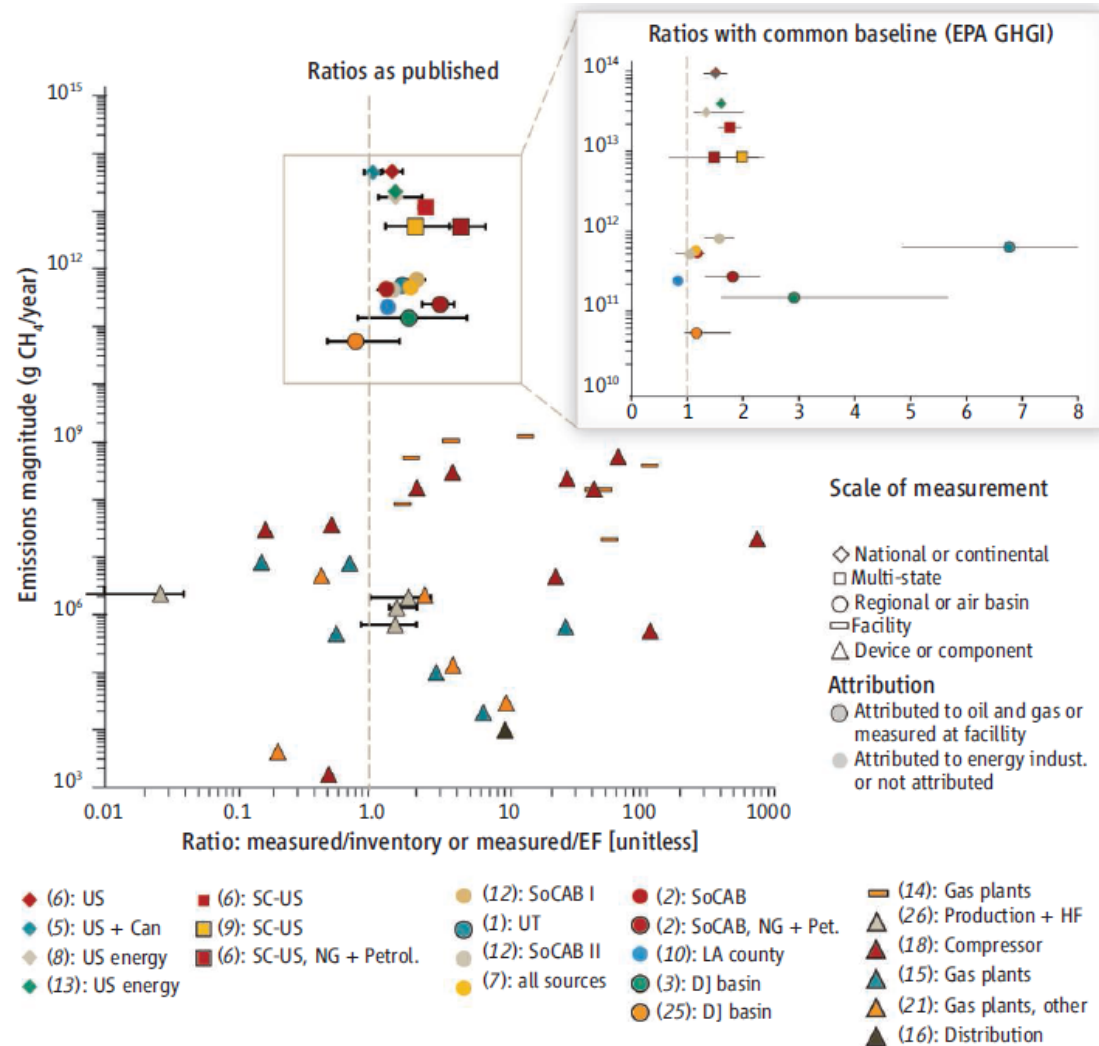 Ratios with common baseline (EPA GHGI)
10^14
10^13
10^12
10^11
10^10
0 1 2 3 4 5 6 7 8
Ratios as published
10^15
10^12
10^9
10^6
10^3
Emissions magnitude (g CH4/year)
0.01 0.1 1.0 10 100 1000
Ratio: measured/inventory or measured/EF [unitless]
Scale of measurement
National or continental
Multi-state
Regional or air basin
Facility
Device or component
Attribution
Attributed to oil and gas or
measured at facillity
Attributed to energy indust.
or not attributed
(6): US
(5): US + Can
(8): US energy
(13): US energy
(6): SC-US
(9): SC-US
(6): SC-US, NG + Petrol.
(12): SoCAB I
(1): UT
(12): SoCAB II
(7): all sources
(2): SoCAB
(2): SoCAB, NG + Pet.
(10): LA county
(3): DJ basin
(25): DJ basin
(14): Gas plants
(26): Production + HF
(18): Compressor
(15): Gas plants
(21): Gas plants, other
(16): Distribution